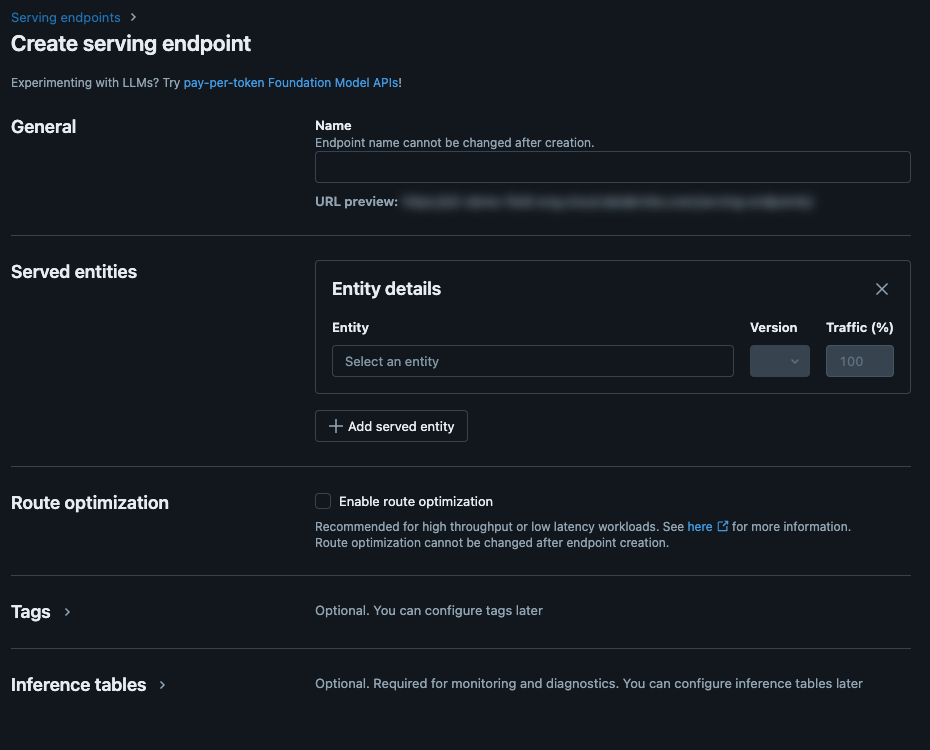 Serving endpoints
Create serving endpoint
Experimenting with LLMs? Try pay-per-token Foundation Model APIs!
General
Name
Endpoint name cannot be changed after creation.
URL preview:
Served entities
Entity details
Entity Version Traffic (%)
Select an entity 100
Add served entity
Route optimization
Enable route optimization
Recommended for high throughput or low latency workloads. See here for more information.
Route optimization cannot be changed after endpoint creation.
Tags Optional. You can configure tags later
Inference tables Optional. Required for monitoring and diagnostics. You can configure inference tables later